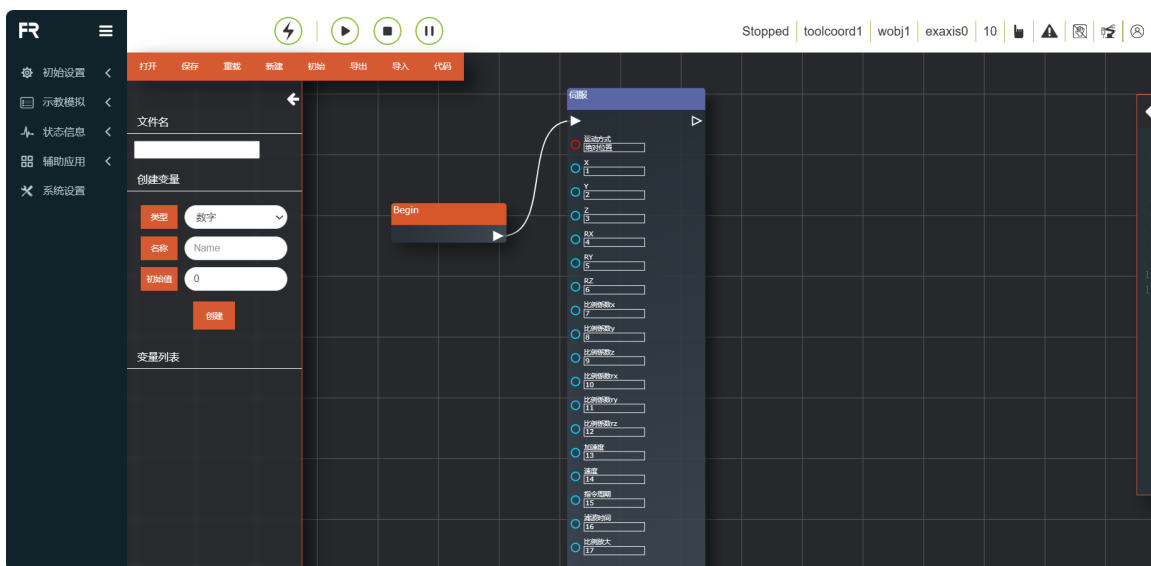 FR
Stopped toolcoord1 wobj1 exaxis0 10
初始设置
示教模拟
状态信息
辅助应用
系统设置
打开 保存 重载 新建 初始 导出 导入 代码
文件名
创建变量
类型 数字
名称 Name
初始值 0
创建
变量列表
Begin
伺服
运动方式
绝对位置
X
1
Y
2
Z
3
RX
4
RY
5
RZ
6
比例系数x
7
比例系数y
8
比例系数z
9
比例系数rx
10
比例系数ry
11
比例系数rz
12
加速度
13
速度
14
指令周期
15
滤波时间
16
比例放大
17